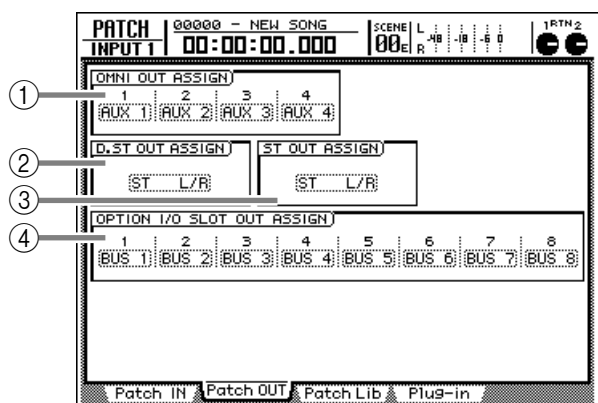 PATCH
INPUT 1
00000 - NEW SONG
00:00:00.000
SCENE
00E
L -48 -18 -6 0
R
1 RTN 2
① OMNI OUT ASSIGN
1 2 3 4
AUX 1 AUX 2 AUX 3 AUX 4
② D.ST OUT ASSIGN
ST L/R
③ ST OUT ASSIGN
ST L/R
④ OPTION I/O SLOT OUT ASSIGN
1 2 3 4 5 6 7 8
BUS 1 BUS 2 BUS 3 BUS 4 BUS 5 BUS 6 BUS 7 BUS 8
Patch IN Patch OUT Patch Lib Plug-in